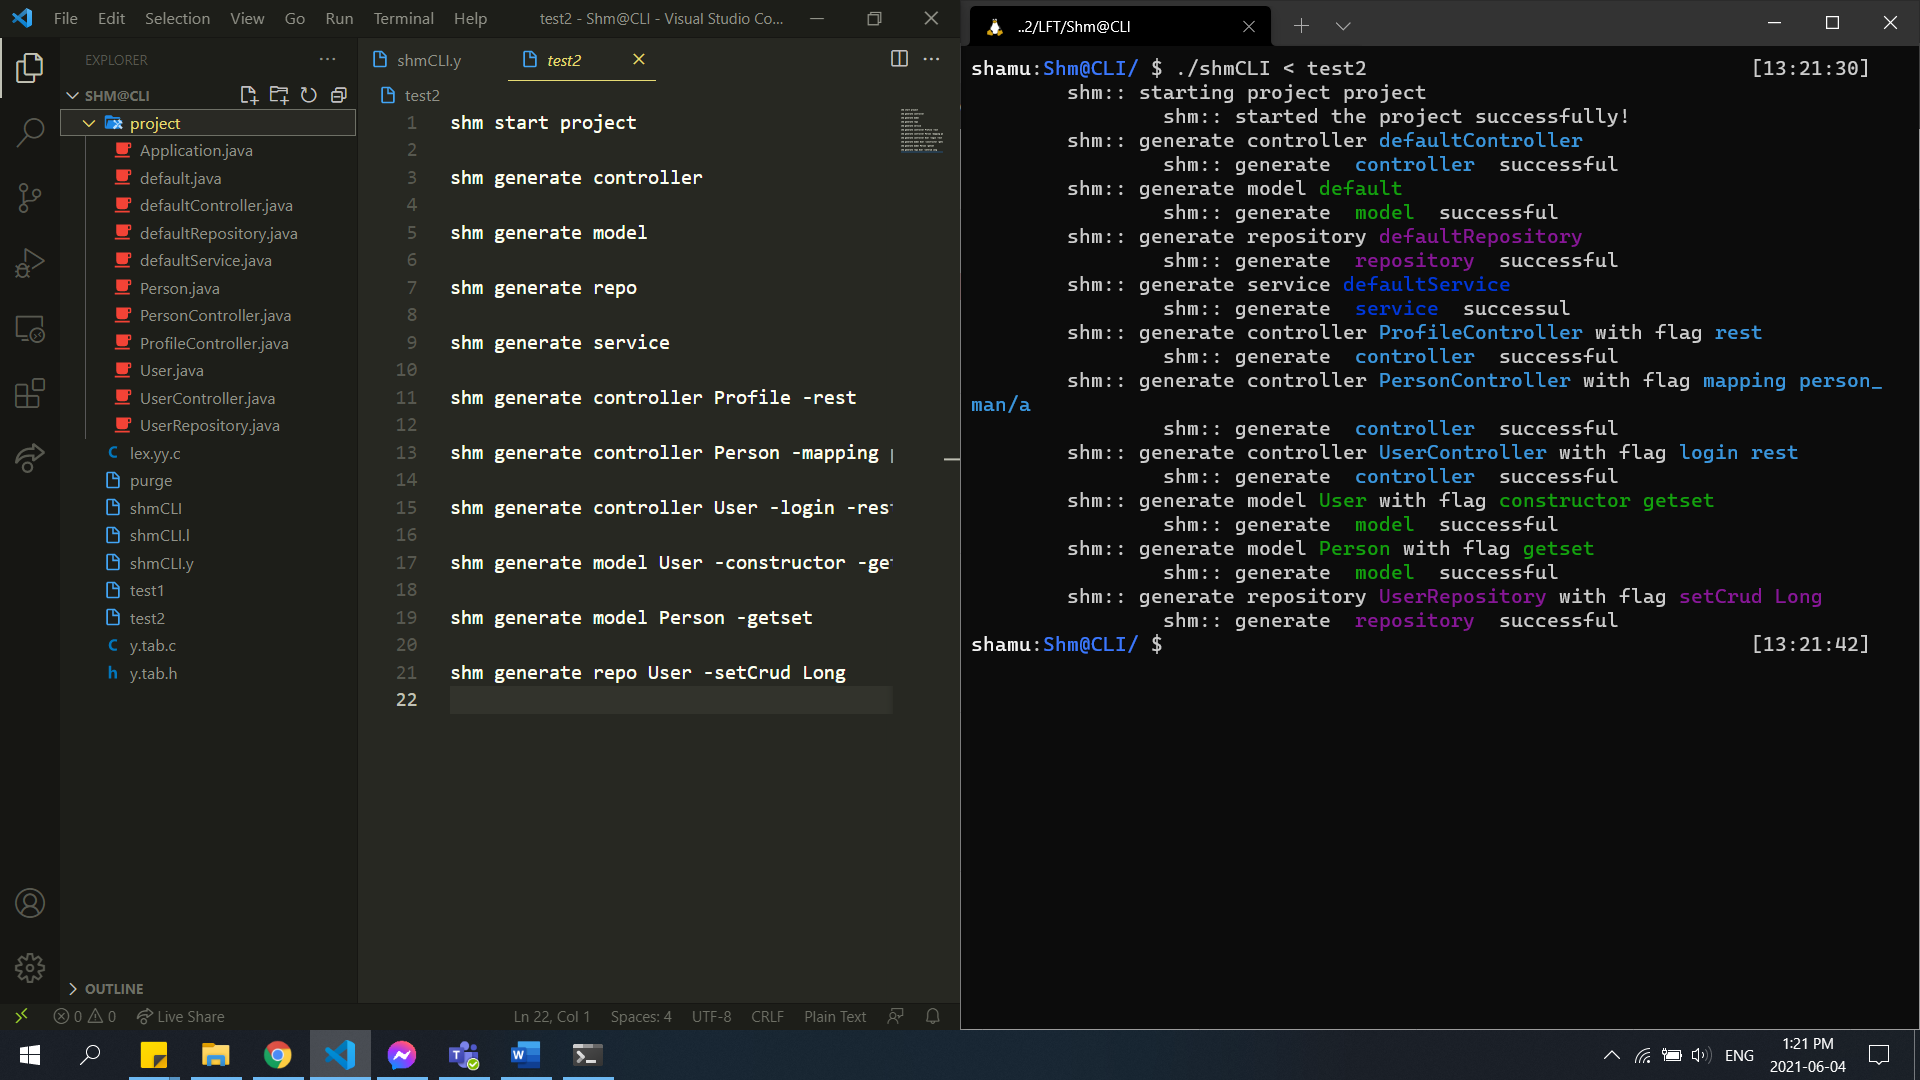 File Edit Selection View Go Run Terminal Help test2 - Shm@CLI - Visual Studio Co...
EXPLORER
SHM@CLI
project
Application.java
default.java
defaultController.java
defaultRepository.java
defaultService.java
Person.java
PersonController.java
ProfileController.java
User.java
UserController.java
UserRepository.java
lex.yy.c
purge
shmCLI
shmCLI.l
shmCLI.y
test1
test2
y.tab.c
y.tab.h
OUTLINE
shmCLI.y test2
test2
1 shm start project
2
3 shm generate controller
4
5 shm generate model
6
7 shm generate repo
8
9 shm generate service
10
11 shm generate controller Profile -rest
12
13 shm generate controller Person -mapping
14
15 shm generate controller User -login -res
16
17 shm generate model User -constructor -ge
18
19 shm generate model Person -getset
20
21 shm generate repo User -setCrud Long
22
0 0 Live Share Ln 22, Col 1 Spaces: 4 UTF-8 CRLF Plain Text
..2/LFT/Shm@CLI
shamu:Shm@CLI/ $ ./shmCLI < test2 [13:21:30]
shm:: starting project project
shm:: started the project successfully!
shm:: generate controller defaultController
shm:: generate controller successful
shm:: generate model default
shm:: generate model successful
shm:: generate repository defaultRepository
shm:: generate repository successful
shm:: generate service defaultService
shm:: generate service successul
shm:: generate controller ProfileController with flag rest
shm:: generate controller successful
shm:: generate controller PersonController with flag mapping person_
man/a
shm:: generate controller successful
shm:: generate controller UserController with flag login rest
shm:: generate controller successful
shm:: generate model User with flag constructor getset
shm:: generate model successful
shm:: generate model Person with flag getset
shm:: generate model successful
shm:: generate repository UserRepository with flag setCrud Long
shm:: generate repository successful
shamu:Shm@CLI/ $ [13:21:42]
ENG
1:21 PM
2021-06-04